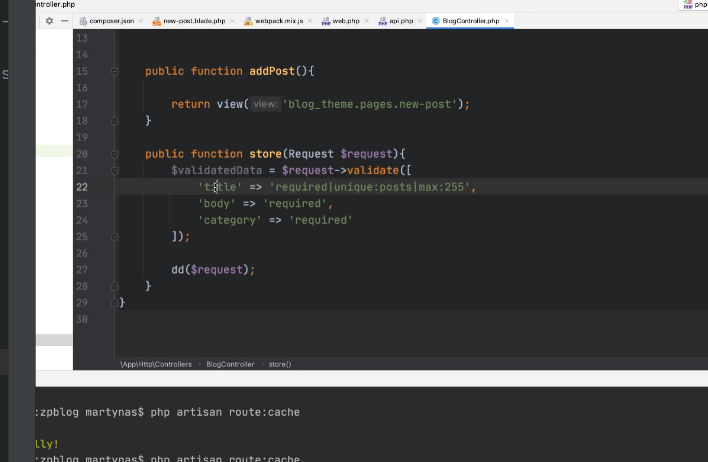 ntroller.php
php
composer.json
new-post.blade.php
webpack.mix.js
web.php
api.php
BlogController.php
13
14
15 public function addPost(){
16
17 return view( view: 'blog_theme.pages.new-post');
18 }
19
20 public function store(Request $request){
21 $validatedData = $request->validate([
22 'title' => 'required|unique:posts|max:255',
23 'body' => 'required',
24 'category' => 'required'
25 ]);
26
27 dd($request);
28 }
29 }
30
\App\Http\Controllers BlogController store()
:zpblog martynas$ php artisan route:cache
lly!
:zpblog martynas$ php artisan route:cache